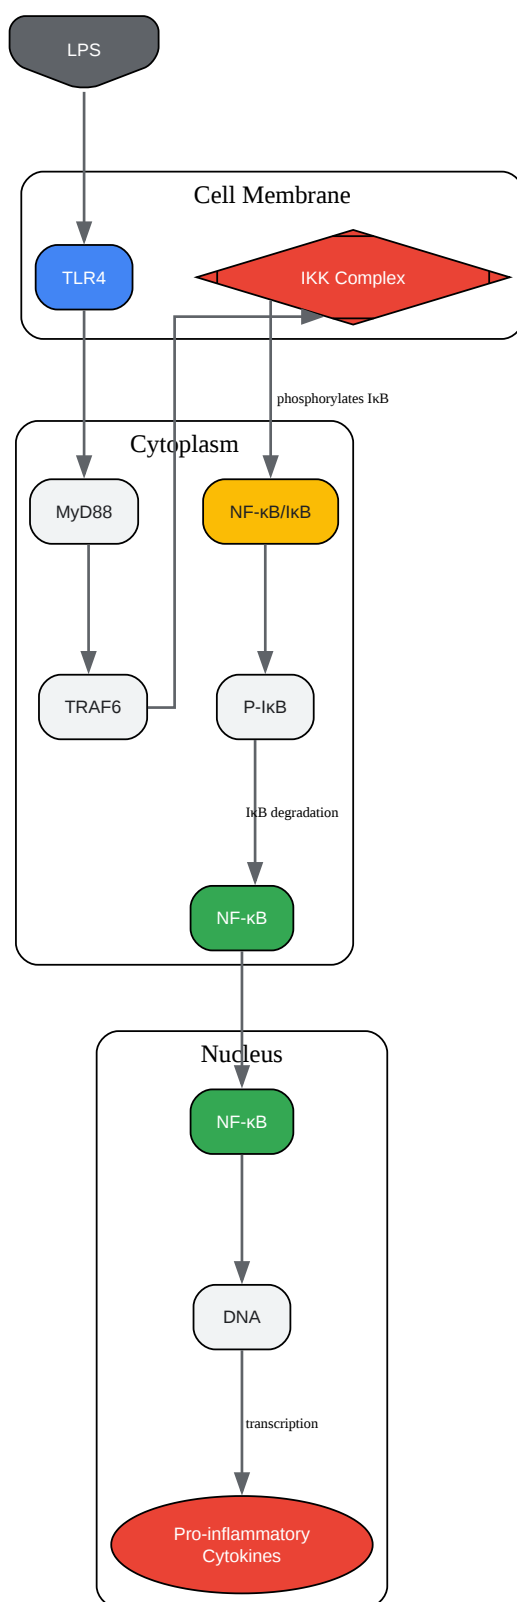 LPS
Cell Membrane
TLR4
IKK Complex
phosphorylates IκB
Cytoplasm
MyD88
NF-κB/IκB
TRAF6
P-IκB
IκB degradation
NF-κB
Nucleus
NF-κB
DNA
transcription
Pro-inflammatory
Cytokines